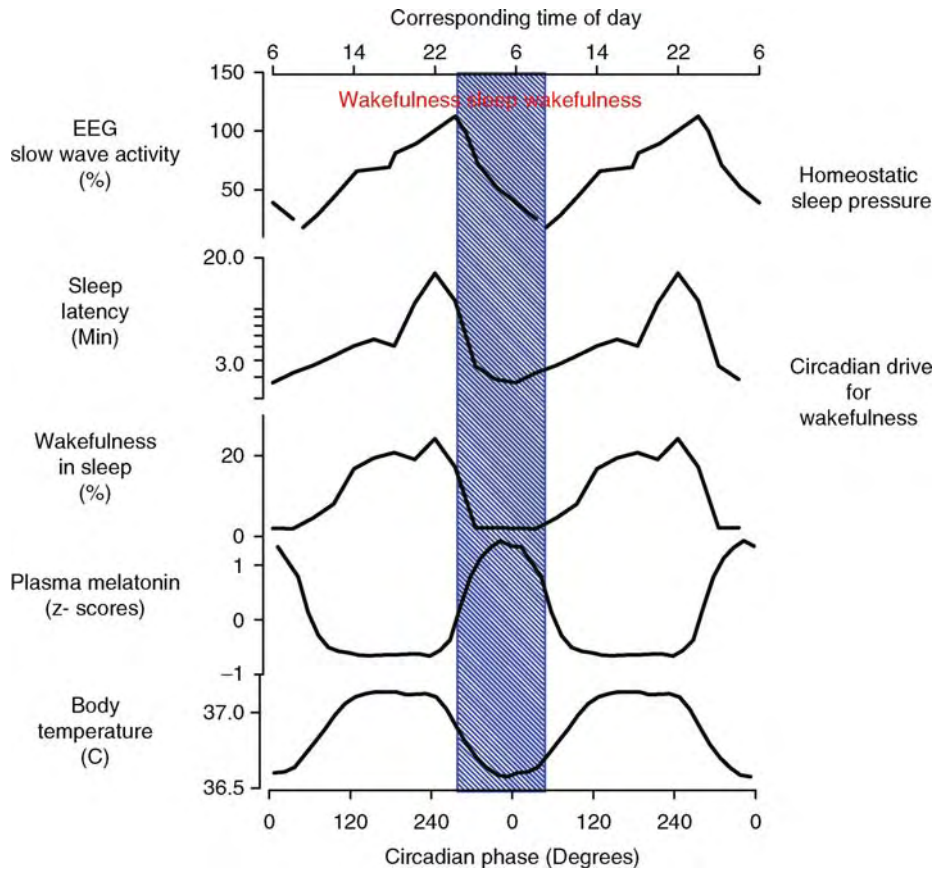 Corresponding time of day
6 14 22 6 14 22 6
150
Wakefulness sleep wakefulness
EEG
slow wave activity
(%)
100
50
Homeostatic
sleep pressure
20.0
Sleep
latency
(Min)
3.0
Circadian drive
for
wakefulness
Wakefulness
in sleep
(%)
20
0
Plasma melatonin
(z- scores)
1
0
−1
Body
temperature
(C)
37.0
36.5
0 120 240 0 120 240 0
Circadian phase (Degrees)